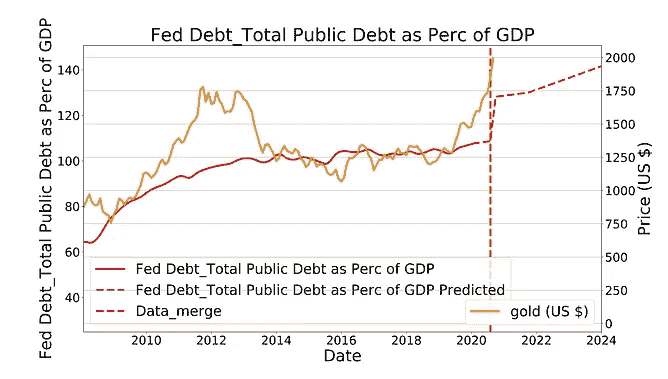 Fed Debt_Total Public Debt as Perc of GDP
Fed Debt_Total Public Debt as Perc of GDP
140
120
100
80
60
40
2000
1750
1500
1250
1000
750
500
250
0
Price (US $)
Fed Debt_Total Public Debt as Perc of GDP
Fed Debt_Total Public Debt as Perc of GDP Predicted
Data_merge
gold (US $)
2010
2012
2014
2016
2018
2020
2022
2024
Date